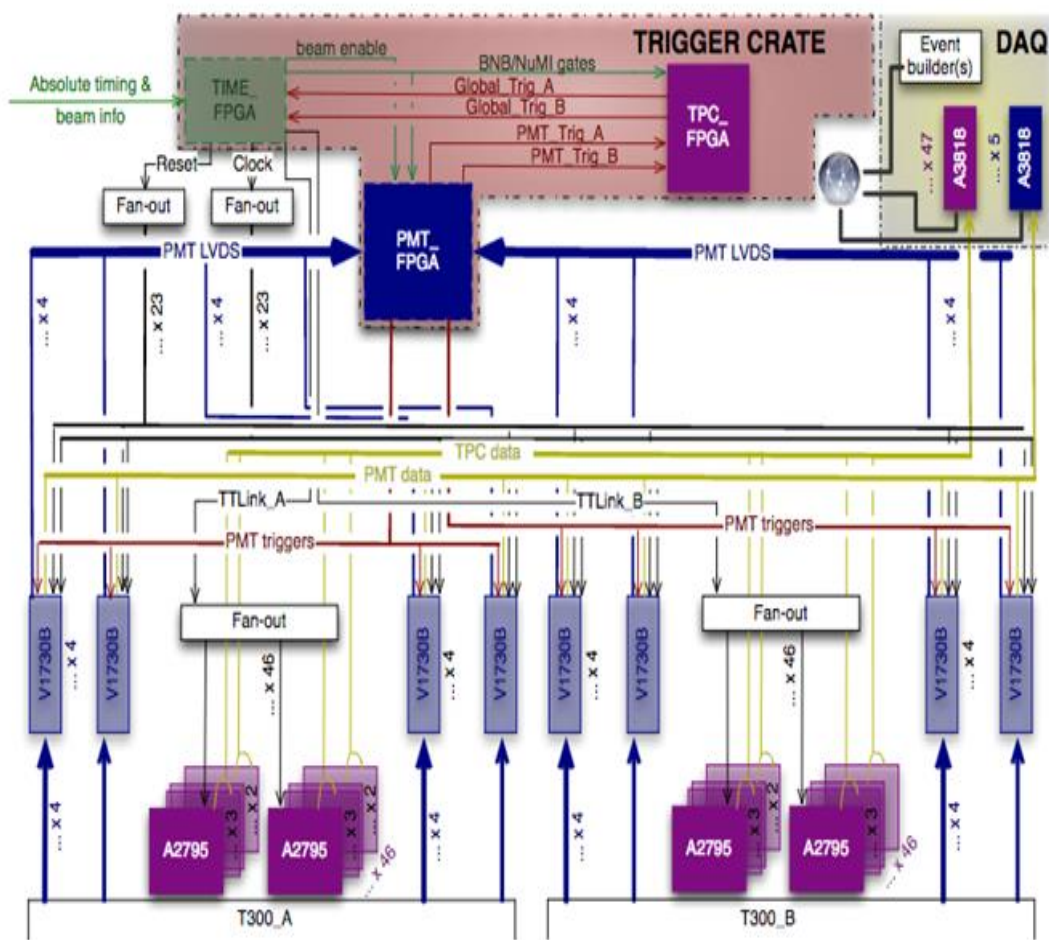 TRIGGER CRATE
DAQ
Event
builder(s)
beam enable
BNB/NuMI gates
Global_Trig_A
Global_Trig_B
PMT_Trig_A
PMT_Trig_B
Absolute timing &
beam info
TIME_
FPGA
TPC_
FPGA
... x 47
A3818
... x 5
A3818
Reset
Clock
Fan-out
Fan-out
PMT LVDS
PMT_
FPGA
PMT LVDS
... x 4
... x 23
... x 4
... x 23
... x 4
... x 4
TPC data
PMT data
TTLink_A
TTLink_B
PMT triggers
PMT triggers
V1730B
... x 4
V1730B
Fan-out
... x 46
V1730B
... x 4
V1730B
V1730B
... x 4
V1730B
Fan-out
... x 46
V1730B
... x 4
V1730B
... x 4
A2795
... x 3
... x 2
A2795
... x 3
... x 2
... x 46
... x 4
... x 4
A2795
... x 3
... x 2
A2795
... x 3
... x 46
... x 4
T300_A
T300_B